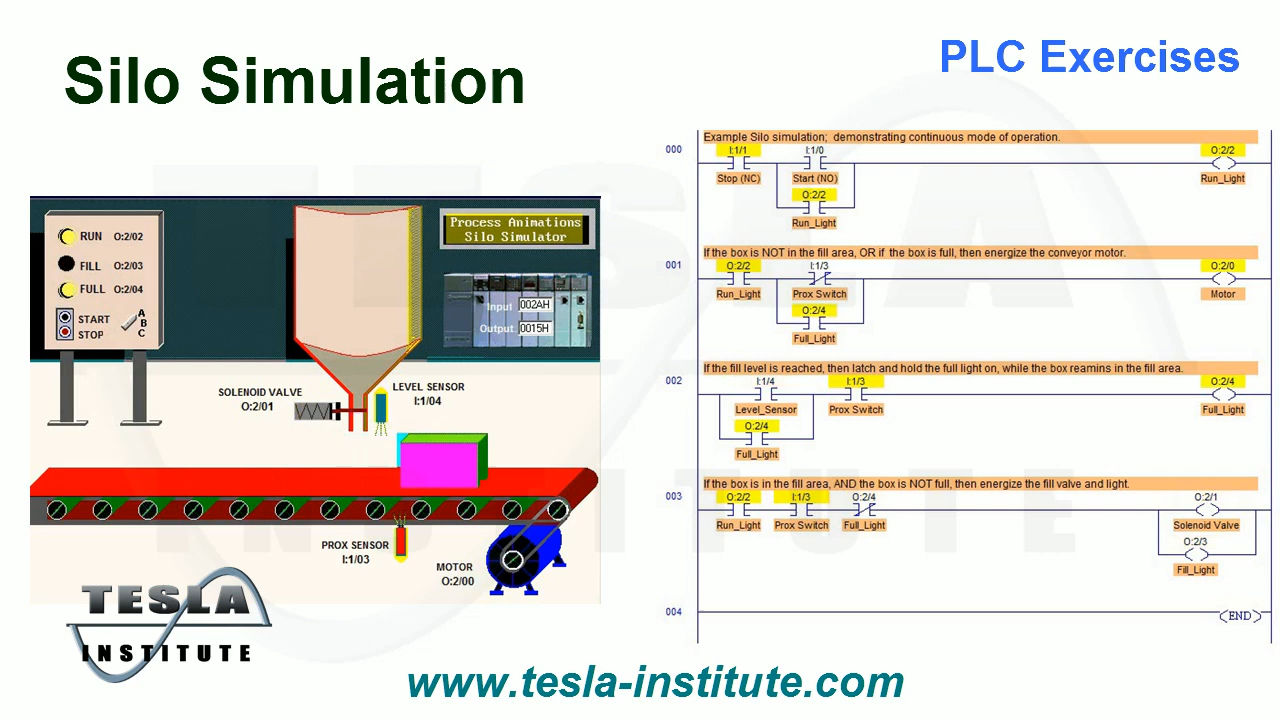 Silo Simulation
PLC Exercises
RUN O:2/02
FILL O:2/03
FULL O:2/04
START
STOP
A
B
C
Process Animations
Silo Simulator
Input 002AH
Output 0015H
SOLENOID VALVE
O:2/01
LEVEL SENSOR
I:1/04
PROX SENSOR
I:1/03
MOTOR
O:2/00
000
Example Silo simulation; demonstrating continuous mode of operation.
I:1/1 I:1/0 O:2/2
Stop (NC) Start (NO) Run_Light
O:2/2
Run_Light
001
If the box is NOT in the fill area, OR if the box is full, then energize the conveyor motor.
O:2/2 I:1/3 O:2/0
Run_Light Prox Switch Motor
O:2/4
Full_Light
002
If the fill level is reached, then latch and hold the full light on, while the box reamins in the fill area.
I:1/4 I:1/3 O:2/4
Level_Sensor Prox Switch Full_Light
O:2/4
Full_Light
003
If the box is in the fill area, AND the box is NOT full, then energize the fill valve and light.
O:2/2 I:1/3 O:2/4 O:2/1
Run_Light Prox Switch Full_Light Solenoid Valve
O:2/3
Fill_Light
004
END
TESLA
INSTITUTE
TESLA
INSTITUTE
www.tesla-institute.com